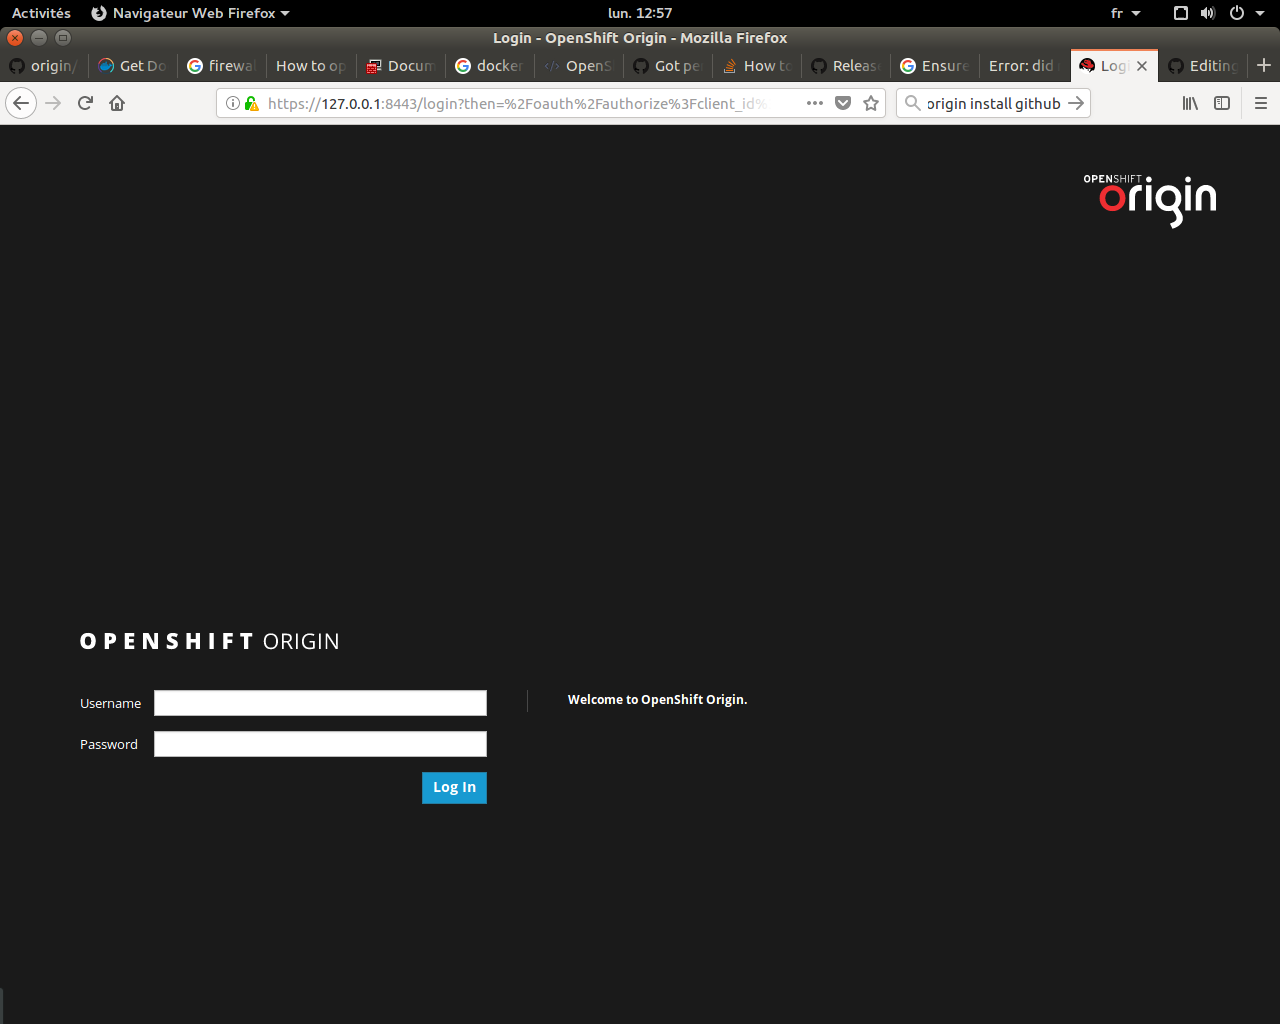 Activités Navigateur Web Firefox lun. 12:57 fr
Login - OpenShift Origin - Mozilla Firefox
origin/ Get Do firewal How to op Docum docker OpenS Got pe How to Releas Ensure Error: did Logi Editing
https://127.0.0.1:8443/login?then=%2Foauth%2Fauthorize%3Fclient_id% origin install github
OPENSHIFT
origin
OPENSHIFT ORIGIN
Username
Welcome to OpenShift Origin.
Password
Log In